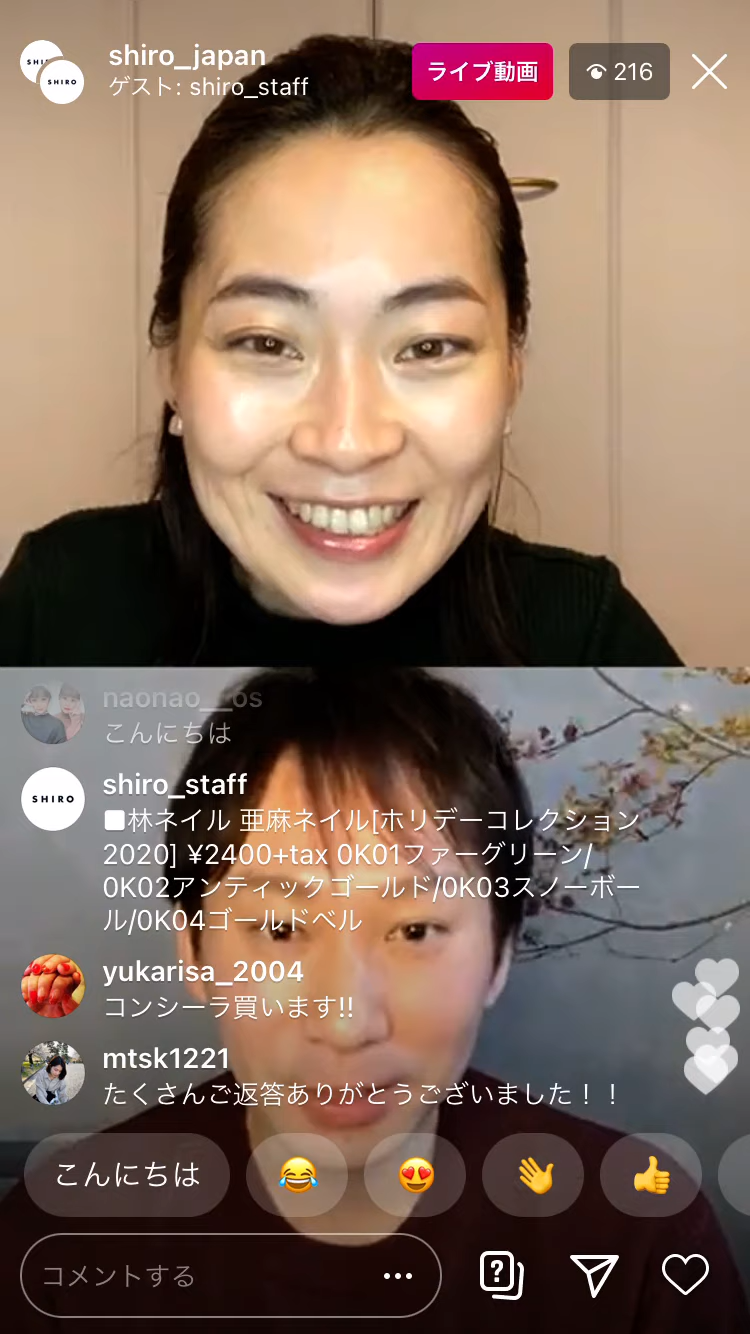 SHI
SHIRO
shiro_japan
ゲスト: shiro_staff
ライブ動画
216
naonao__os
こんにちは
SHIRO
shiro_staff
■林ネイル 亜麻ネイル[ホリデーコレクション
2020] ¥2400+tax 0K01ファーグリーン/
0K02アンティックゴールド/0K03スノーボー
ル/0K04ゴールドベル
yukarisa_2004
コンシーラ買います!!
mtsk1221
たくさんご返答ありがとうございました！！
こんにちは
コメントする